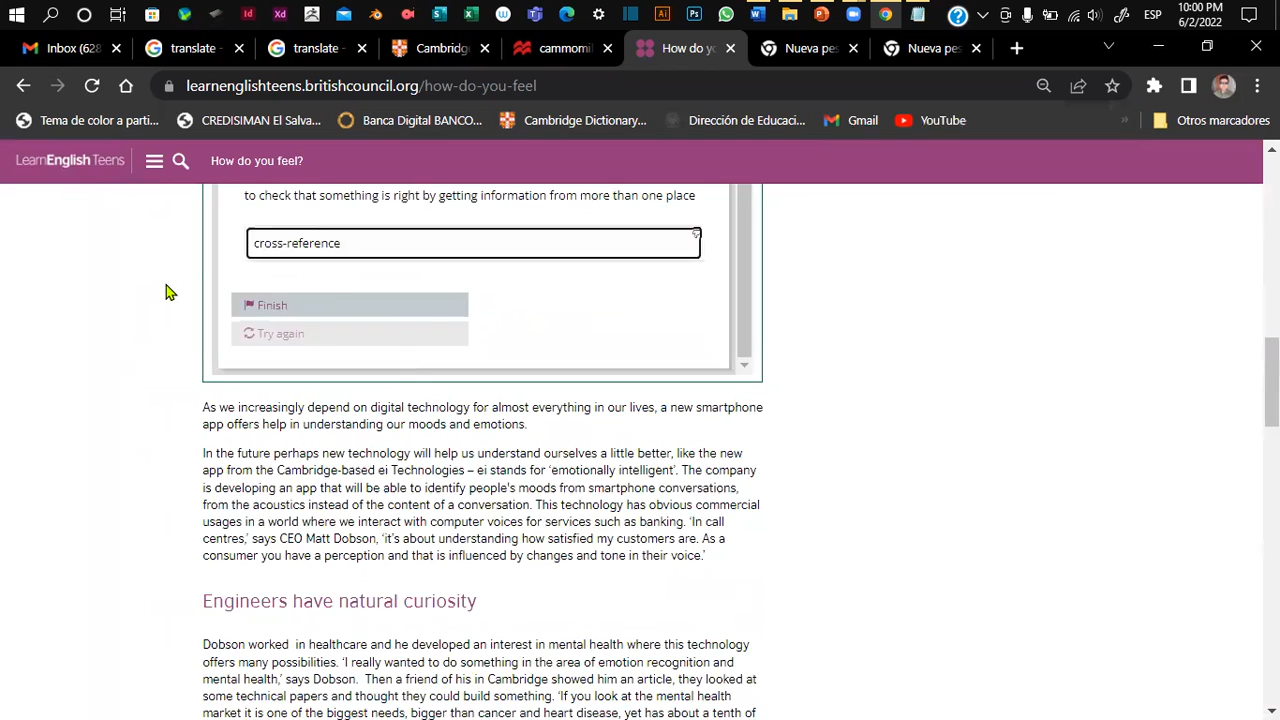 10:00 PM
ESP
6/2/2022
Inbox (628
translate -
translate -
Cambridg
cammomil
How do yo
Nueva pes
Nueva pes
learnenglishteens.britishcouncil.org/how-do-you-feel
Tema de color a parti...
CREDISIMAN El Salva...
Banca Digital BANCO...
Cambridge Dictionary...
Dirección de Educaci...
Gmail
YouTube
Otros marcadores
LearnEnglish Teens
How do you feel?
to check that something is right by getting information from more than one place
cross-reference
Finish
Try again
As we increasingly depend on digital technology for almost everything in our lives, a new smartphone
app offers help in understanding our moods and emotions.
In the future perhaps new technology will help us understand ourselves a little better, like the new
app from the Cambridge-based ei Technologies – ei stands for ‘emotionally intelligent’. The company
is developing an app that will be able to identify people's moods from smartphone conversations,
from the acoustics instead of the content of a conversation. This technology has obvious commercial
usages in a world where we interact with computer voices for services such as banking. ‘In call
centres,’ says CEO Matt Dobson, ‘it’s about understanding how satisfied my customers are. As a
consumer you have a perception and that is influenced by changes and tone in their voice.’
Engineers have natural curiosity
Dobson worked in healthcare and he developed an interest in mental health where this technology
offers many possibilities. ‘I really wanted to do something in the area of emotion recognition and
mental health,’ says Dobson. Then a friend of his in Cambridge showed him an article, they looked at
some technical papers and thought they could build something. ‘If you look at the mental health
market it is one of the biggest needs, bigger than cancer and heart disease, yet has about a tenth of